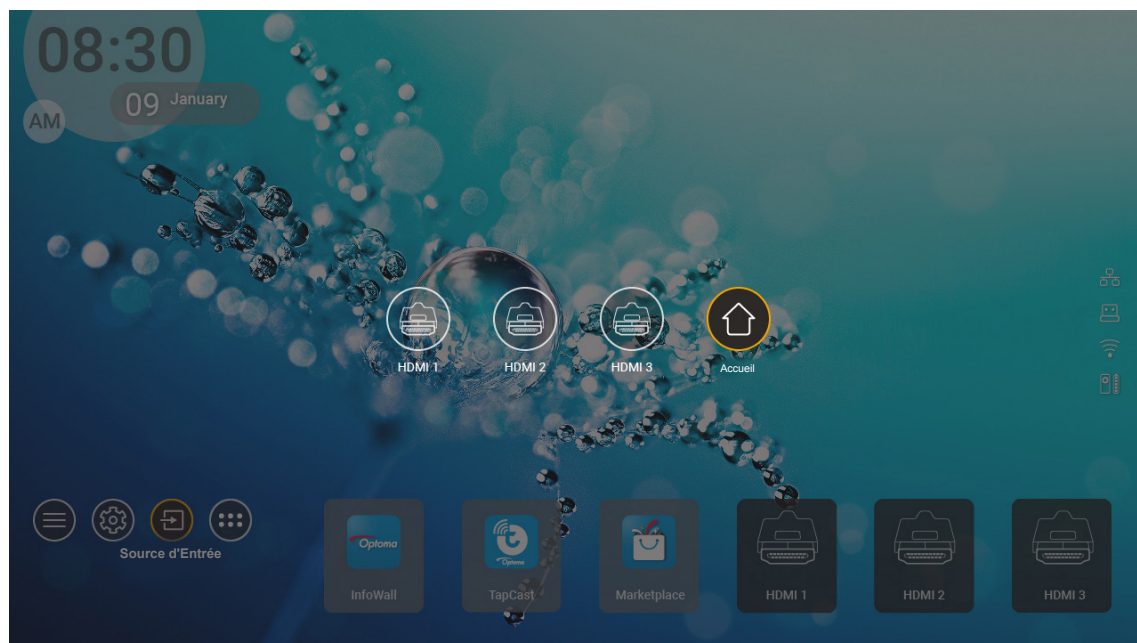 08:30
09 January
AM
HDMI 1
HDMI 2
HDMI 3
Accueil
Source d'Entrée
Optoma
Optoma
InfoWall
TapCast
Marketplace
HDMI 1
HDMI 2
HDMI 3